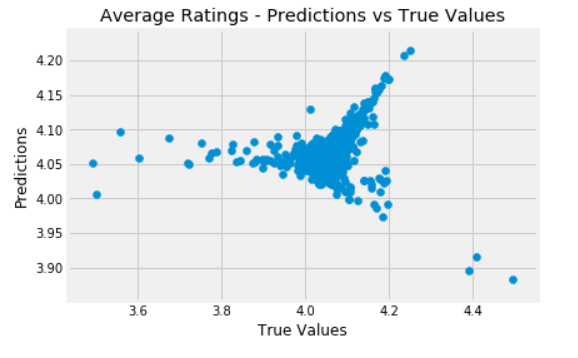 Average Ratings - Predictions vs True Values
4.20
4.15
4.10
4.05
4.00
3.95
3.90
Predictions
3.6 3.8 4.0 4.2 4.4
True Values